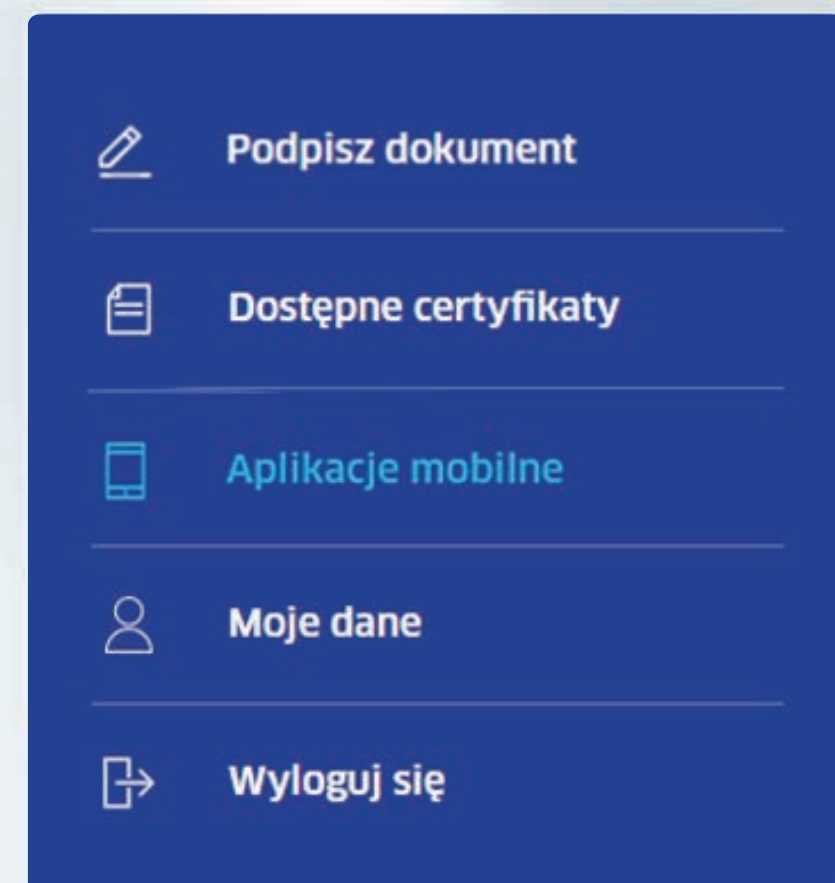 Podpisz dokument
Dostępne certyfikaty
Aplikacje mobilne
Moje dane
Wyloguj się